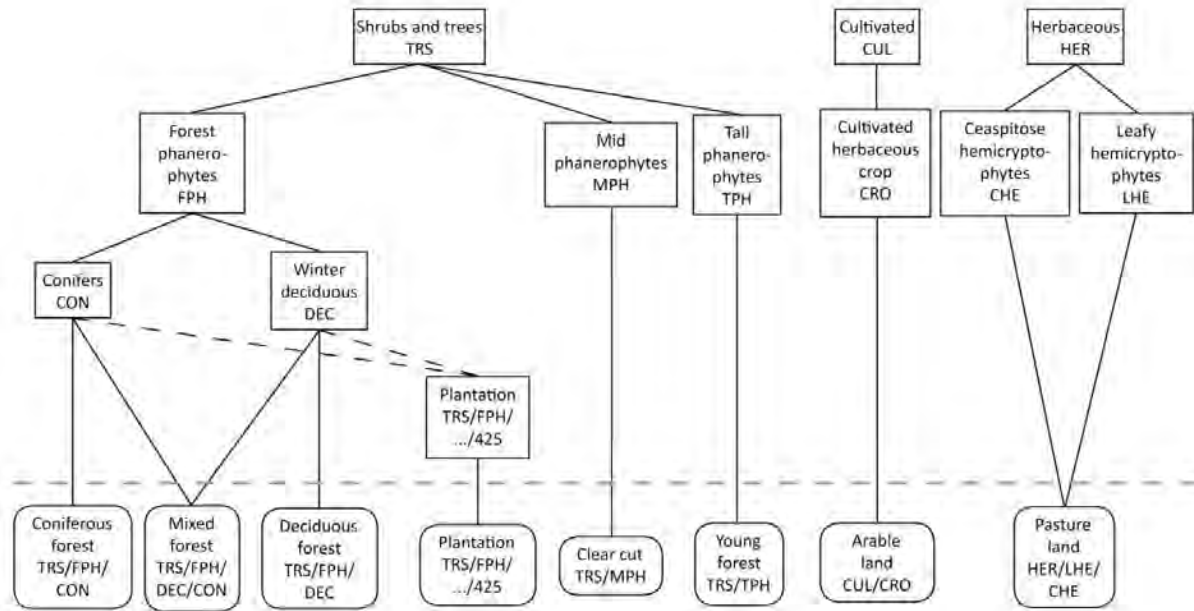 Shrubs and trees
TRS
Cultivated
CUL
Herbaceous
HER
Forest
phanero-
phytes
FPH
Mid
phanerophytes
MPH
Tall
phanero-
phytes
TPH
Cultivated
herbaceous
crop
CRO
Ceaspitose
hemicrypto-
phytes
CHE
Leafy
hemicrypto-
phytes
LHE
Conifers
CON
Winter
deciduous
DEC
Plantation
TRS/FPH/
.../425
Coniferous
forest
TRS/FPH/
CON
Mixed
forest
TRS/FPH/
DEC/CON
Deciduous
forest
TRS/FPH/
DEC
Plantation
TRS/FPH/
.../425
Clear cut
TRS/MPH
Young
forest
TRS/TPH
Arable
land
CUL/CRO
Pasture
land
HER/LHE/
CHE